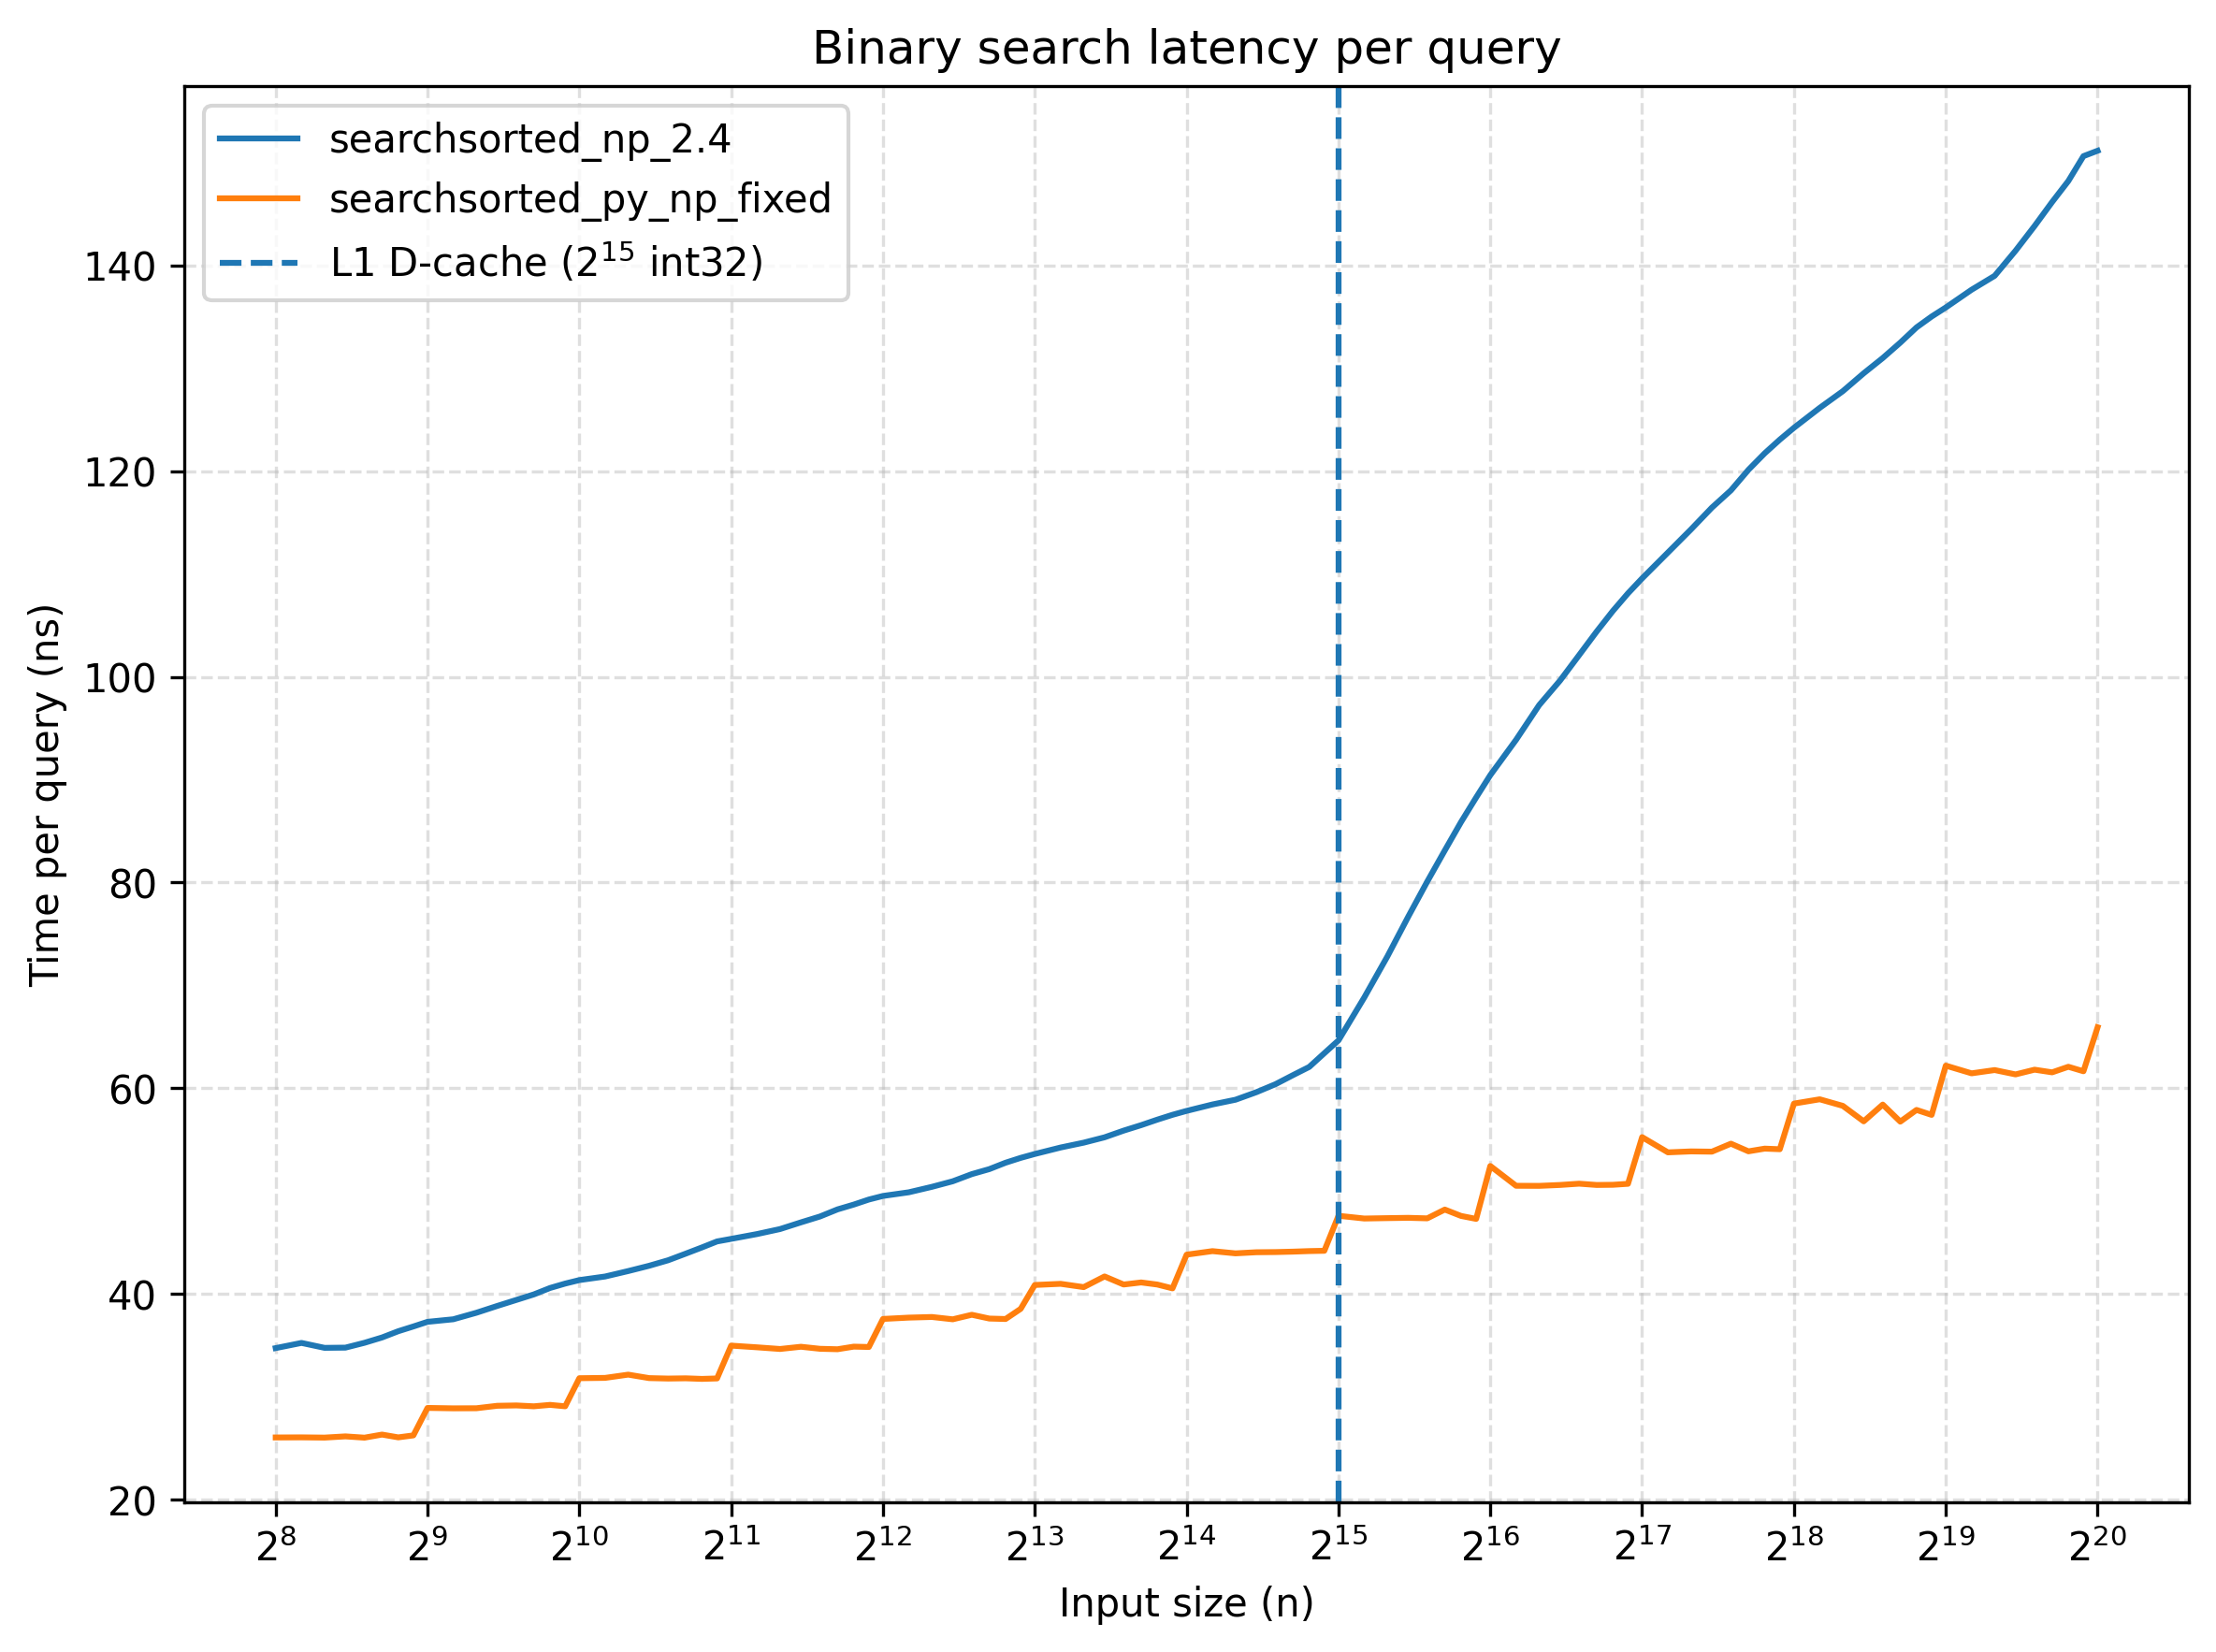 Binary search latency per query
searchsorted_np_2.4
searchsorted_py_np_fixed
L1 D-cache (2¹⁵ int32)
Time per query (ns)
140
120
100
80
60
40
20
2⁸ 2⁹ 2¹⁰ 2¹¹ 2¹² 2¹³ 2¹⁴ 2¹⁵ 2¹⁶ 2¹⁷ 2¹⁸ 2¹⁹ 2²⁰
Input size (n)